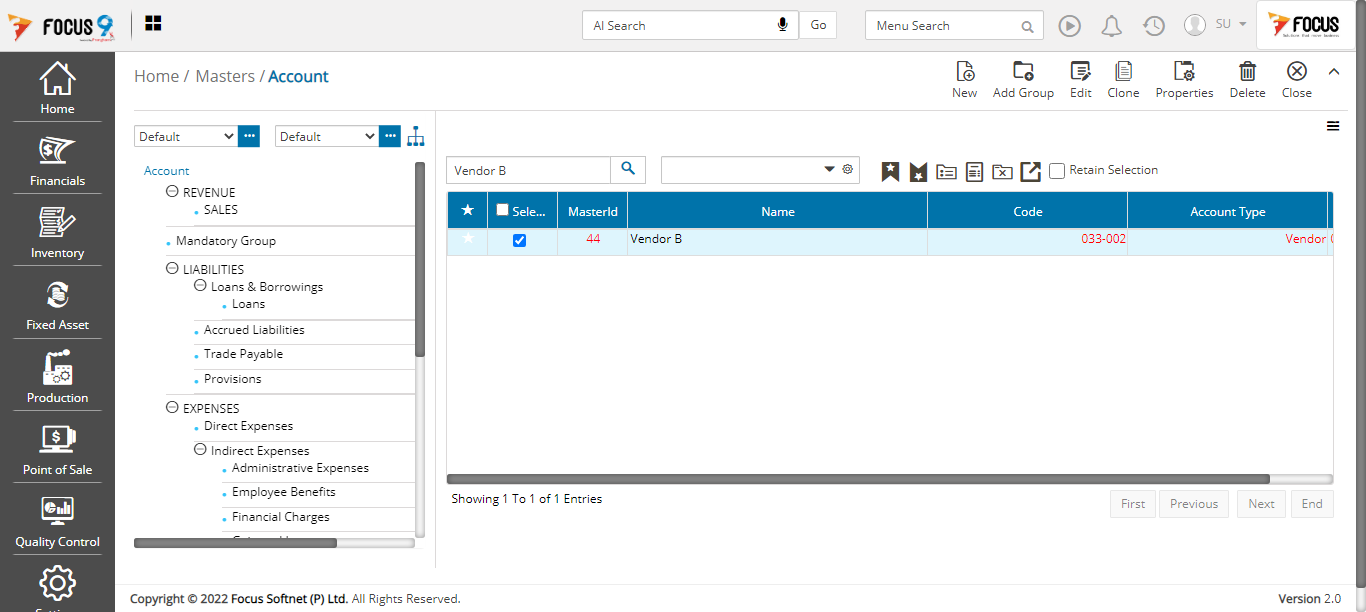 FOCUS 9
AI Search
Go
Menu Search
SU
FOCUS
Home
Financials
Inventory
Fixed Asset
Production
Point of Sale
Quality Control
Home / Masters / Account
New
Add Group
Edit
Clone
Properties
Delete
Close
Default
Default
Account
REVENUE
SALES
Mandatory Group
LIABILITIES
Loans & Borrowings
Loans
Accrued Liabilities
Trade Payable
Provisions
EXPENSES
Direct Expenses
Indirect Expenses
Administrative Expenses
Employee Benefits
Financial Charges
Vendor B
Retain Selection
Sele... MasterId Name Code Account Type
44 Vendor B 033-002 Vendor
Showing 1 To 1 of 1 Entries
First Previous Next End
Copyright © 2022 Focus Softnet (P) Ltd. All Rights Reserved.
Version 2.0